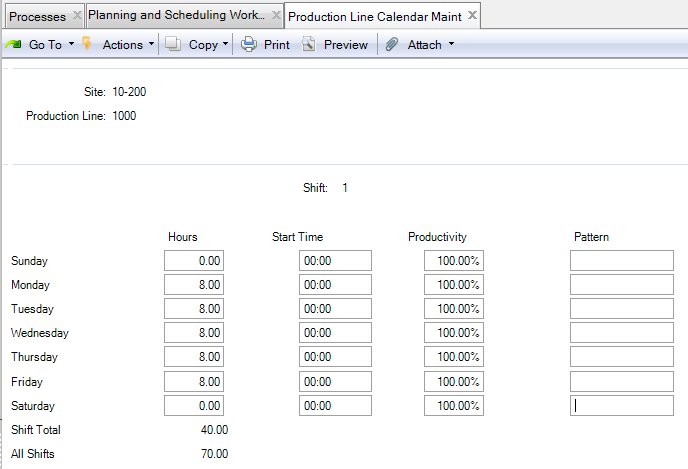 Processes Planning and Scheduling Work... Production Line Calendar Maint
Go To Actions Copy Print Preview Attach
Site: 10-200
Production Line: 1000
Shift: 1
Hours Start Time Productivity Pattern
Sunday 0.00 00:00 100.00%
Monday 8.00 00:00 100.00%
Tuesday 8.00 00:00 100.00%
Wednesday 8.00 00:00 100.00%
Thursday 8.00 00:00 100.00%
Friday 8.00 00:00 100.00%
Saturday 0.00 00:00 100.00%
Shift Total 40.00
All Shifts 70.00